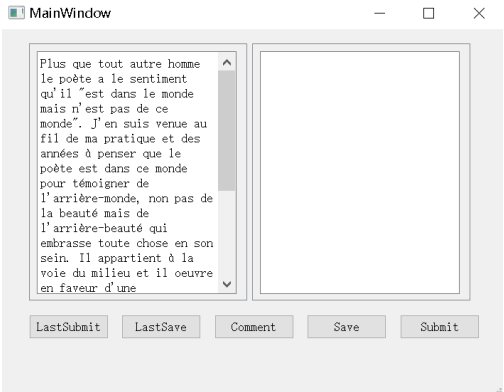 MainWindow
Plus que tout autre homme
le poète a le sentiment
qu'il "est dans le monde
mais n'est pas de ce
monde". J'en suis venue au
fil de ma pratique et des
années à penser que le
poète est dans ce monde
pour témoigner de
l'arrière-monde, non pas de
la beauté mais de
l'arrière-beauté qui
embrasse toute chose en son
sein. Il appartient à la
voie du milieu et il oeuvre
en faveur d'une
LastSubmit LastSave Comment Save Submit